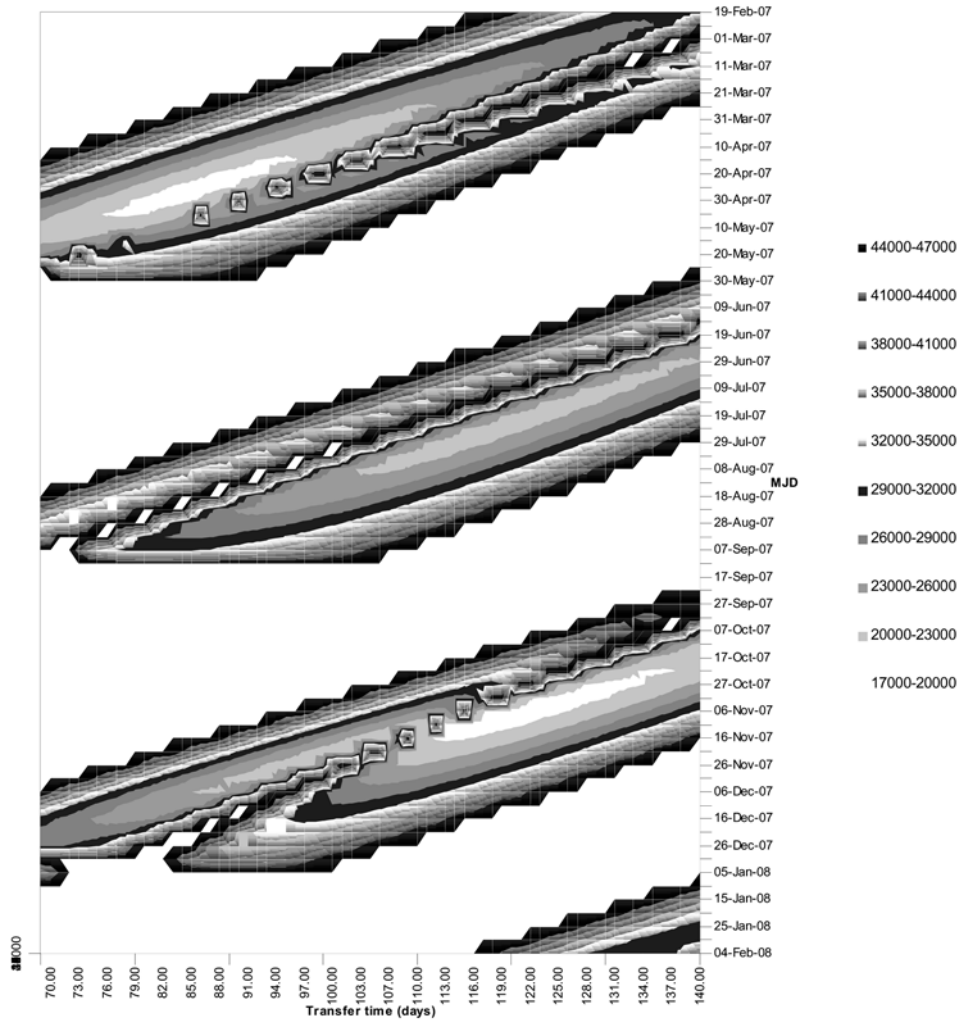 19-Feb-07
01-Mar-07
11-Mar-07
21-Mar-07
31-Mar-07
10-Apr-07
20-Apr-07
30-Apr-07
10-May-07
20-May-07
30-May-07
09-Jun-07
19-Jun-07
29-Jun-07
09-Jul-07
19-Jul-07
29-Jul-07
08-Aug-07
MJD
18-Aug-07
28-Aug-07
07-Sep-07
17-Sep-07
27-Sep-07
07-Oct-07
17-Oct-07
27-Oct-07
06-Nov-07
16-Nov-07
26-Nov-07
06-Dec-07
16-Dec-07
26-Dec-07
05-Jan-08
15-Jan-08
25-Jan-08
04-Feb-08
44000-47000
41000-44000
38000-41000
35000-38000
32000-35000
29000-32000
26000-29000
23000-26000
20000-23000
17000-20000
70.00
73.00
76.00
79.00
82.00
85.00
88.00
91.00
94.00
97.00
100.00
103.00
107.00
110.00
113.00
116.00
119.00
122.00
125.00
128.00
131.00
134.00
137.00
140.00
Transfer time (days)